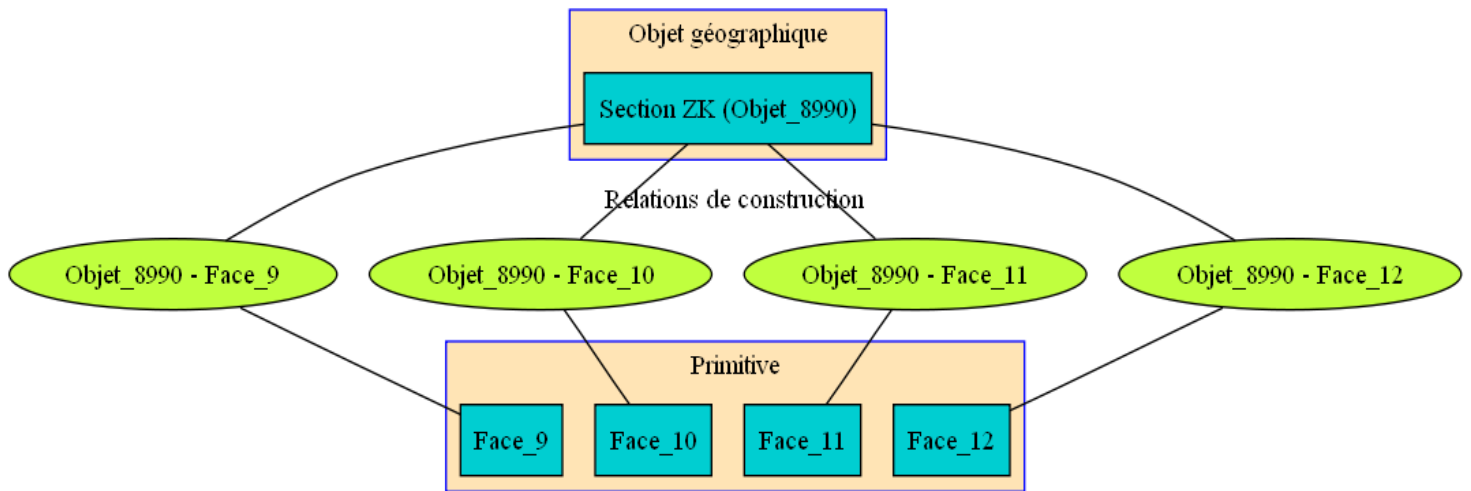 Objet géographique
Section ZK (Objet_8990)
Relations de construction
Objet_8990 - Face_9
Objet_8990 - Face_10
Objet_8990 - Face_11
Objet_8990 - Face_12
Primitive
Face_9
Face_10
Face_11
Face_12